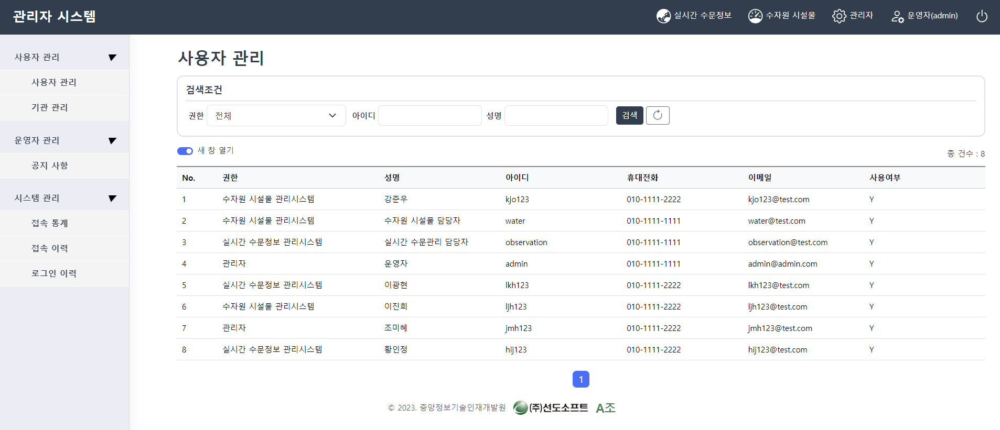 관리자 시스템
실시간 수문정보 수자원 시설물 관리자 운영자(admin)
사용자 관리
사용자 관리
기관 관리
운영자 관리
공지 사항
시스템 관리
접속 통계
접속 이력
로그인 이력
사용자 관리
검색조건
권한 전체 아이디 성명 검색
새 창 열기
총 건수 : 8
No. 권한 성명 아이디 휴대전화 이메일 사용여부
1 수자원 시설물 관리시스템 강준우 kjo123 010-1111-2222 kjo123@test.com Y
2 수자원 시설물 관리시스템 수자원 시설물 담당자 water 010-1111-1111 water@test.com Y
3 실시간 수문정보 관리시스템 실시간 수문관리 담당자 observation 010-1111-1111 observation@test.com Y
4 관리자 운영자 admin 010-1111-1111 admin@admin.com Y
5 실시간 수문정보 관리시스템 이광현 lkh123 010-1111-2222 lkh123@test.com Y
6 수자원 시설물 관리시스템 이진희 ljh123 010-1111-2222 ljh123@test.com Y
7 관리자 조미혜 jmh123 010-1111-2222 jmh123@test.com Y
8 실시간 수문정보 관리시스템 황인정 hij123 010-1111-2222 hij123@test.com Y
1
© 2023. 중앙정보기술인재개발원 (주)선도소프트 A조